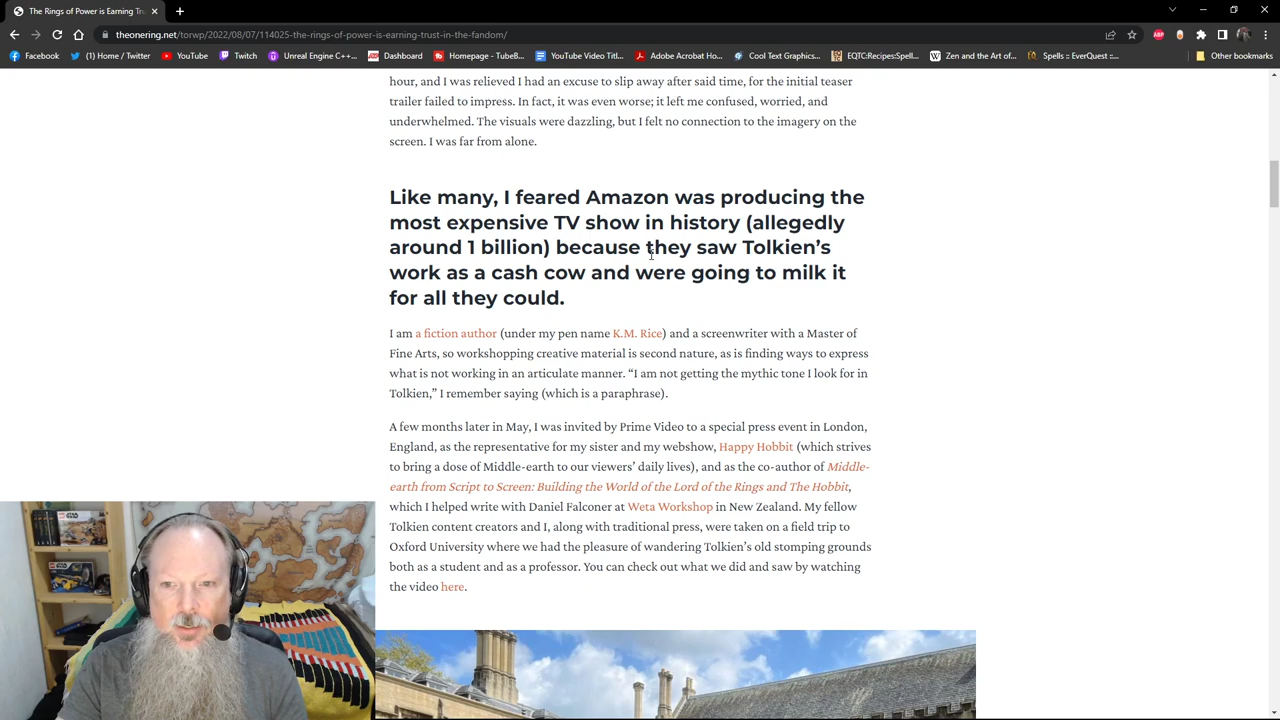 The Rings of Power is Earning Tru
theonering.net/torwp/2022/08/07/114025-the-rings-of-power-is-earning-trust-in-the-fandom/
Facebook (1) Home / Twitter YouTube Twitch Unreal Engine C++... Dashboard Homepage - TubeB... YouTube Video Titl... Adobe Acrobat Ho... Cool Text Graphics... EQTC:Recipes:Spell... Zen and the Art of... Spells :: EverQuest ::... Other bookmarks
hour, and I was relieved I had an excuse to slip away after said time, for the initial teaser
trailer failed to impress. In fact, it was even worse; it left me confused, worried, and
underwhelmed. The visuals were dazzling, but I felt no connection to the imagery on the
screen. I was far from alone.
Like many, I feared Amazon was producing the
most expensive TV show in history (allegedly
around 1 billion) because they saw Tolkien’s
work as a cash cow and were going to milk it
for all they could.
I am a fiction author (under my pen name K.M. Rice) and a screenwriter with a Master of
Fine Arts, so workshopping creative material is second nature, as is finding ways to express
what is not working in an articulate manner. “I am not getting the mythic tone I look for in
Tolkien,” I remember saying (which is a paraphrase).
A few months later in May, I was invited by Prime Video to a special press event in London,
England, as the representative for my sister and my webshow, Happy Hobbit (which strives
to bring a dose of Middle-earth to our viewers’ daily lives), and as the co-author of Middle-
earth from Script to Screen: Building the World of the Lord of the Rings and The Hobbit,
which I helped write with Daniel Falconer at Weta Workshop in New Zealand. My fellow
Tolkien content creators and I, along with traditional press, were taken on a field trip to
Oxford University where we had the pleasure of wandering Tolkien’s old stomping grounds
both as a student and as a professor. You can check out what we did and saw by watching
the video here.